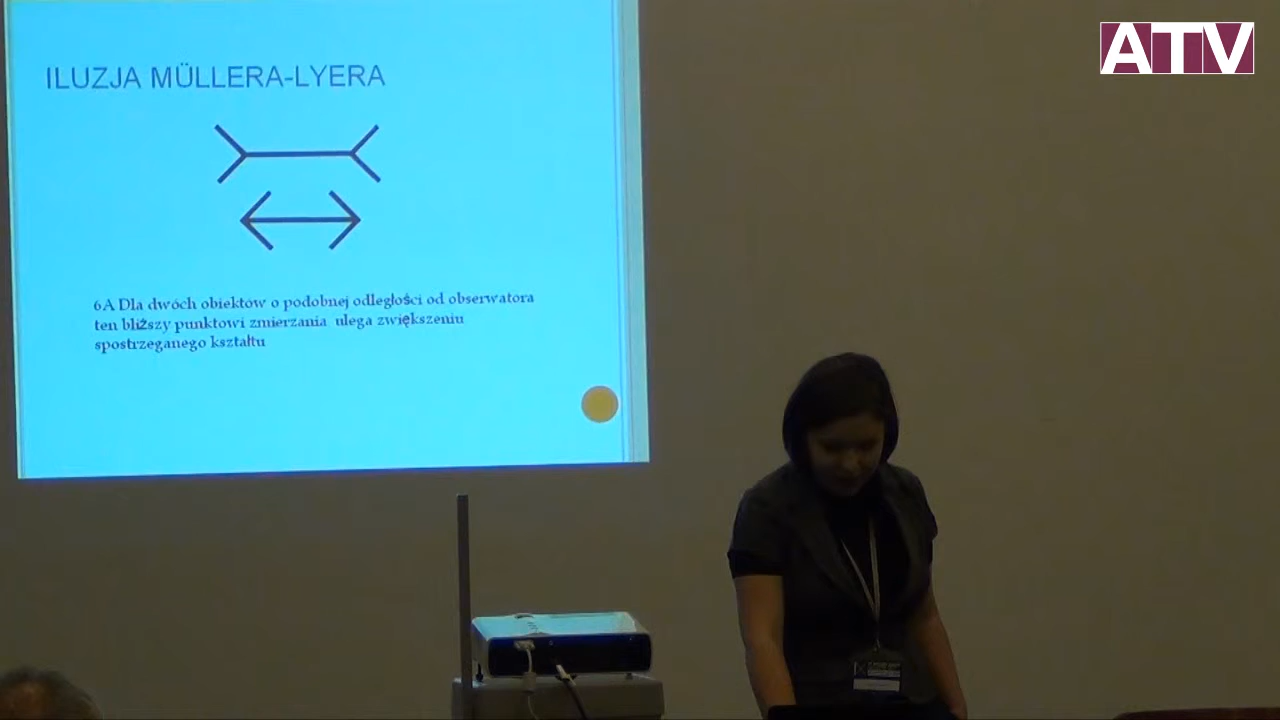 ATV
ILUZJA MÜLLERA-LYERA
6A Dla dwóch obiektów o podobnej odległości od obserwatora
ten bliższy punktowi zmierzania ulega zwiększeniu
spostrzeganego kształtu